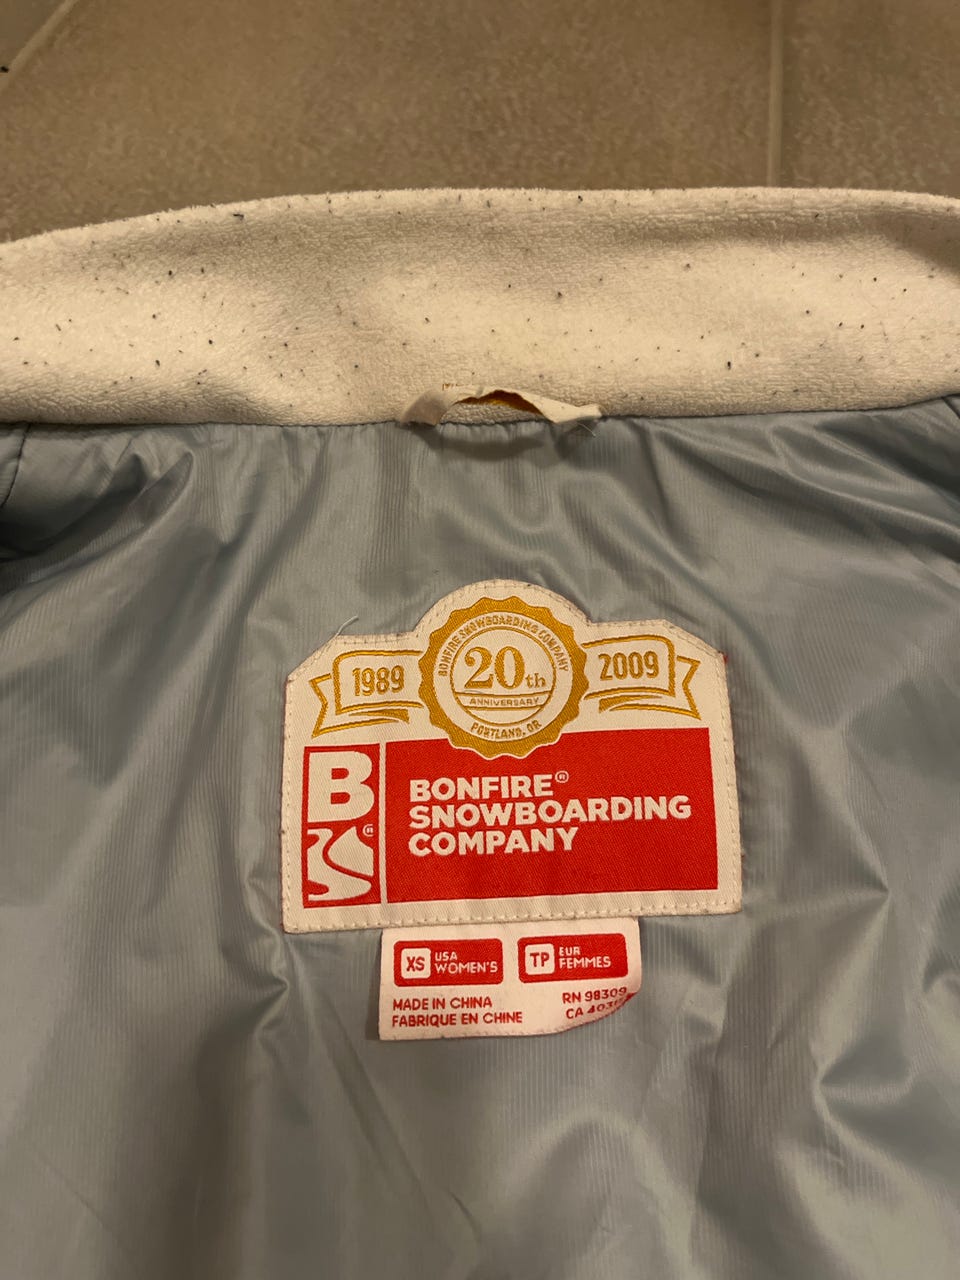 BONFIRE SNOWBOARDING COMPANY
1989 20th 2009
ANNIVERSARY
PORTLAND, OR
B
BONFIRE®
SNOWBOARDING
COMPANY
®
XS USA WOMEN'S
TP EUR FEMMES
MADE IN CHINA
FABRIQUE EN CHINE
RN 98309
CA